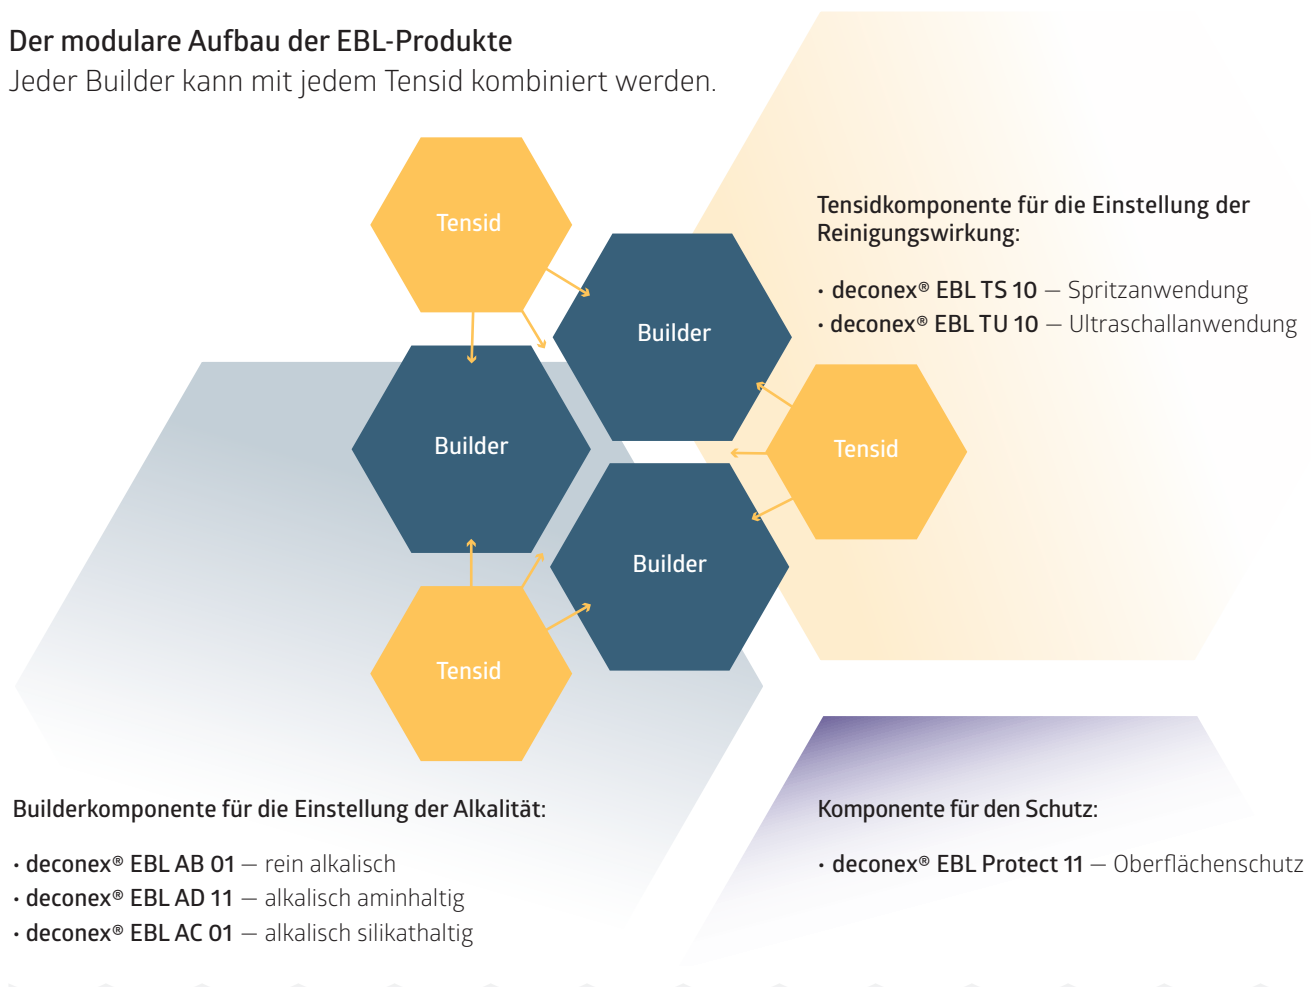 Der modulare Aufbau der EBL-Produkte
Jeder Builder kann mit jedem Tensid kombiniert werden.
Tensid
Builder
Builder
Tensid
Builder
Tensid
Tensidkomponente für die Einstellung der
Reinigungswirkung:
• deconex® EBL TS 10 — Spritzanwendung
• deconex® EBL TU 10 — Ultraschallanwendung
Builderkomponente für die Einstellung der Alkalität:
• deconex® EBL AB 01 — rein alkalisch
• deconex® EBL AD 11 — alkalisch aminhaltig
• deconex® EBL AC 01 — alkalisch silikathaltig
Komponente für den Schutz:
• deconex® EBL Protect 11 — Oberflächenschutz